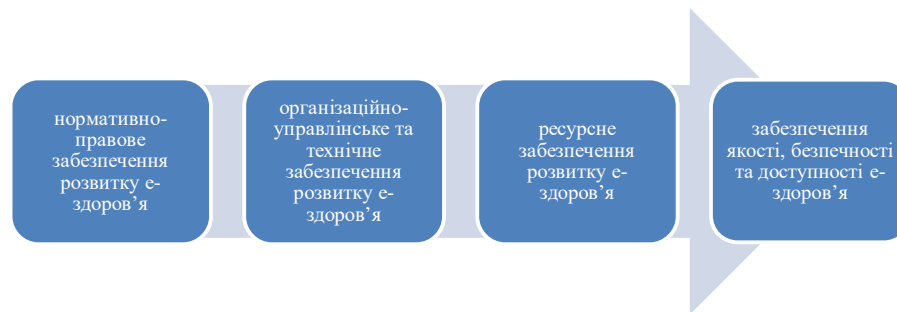 нормативно-
правове
забезпечення
розвитку е-
здоров’я
організаційно-
управлінське та
технічне
забезпечення
розвитку е-
здоров’я
ресурсне
забезпечення
розвитку е-
здоров’я
забезпечення
якості, безпечності
та доступності е-
здоров’я